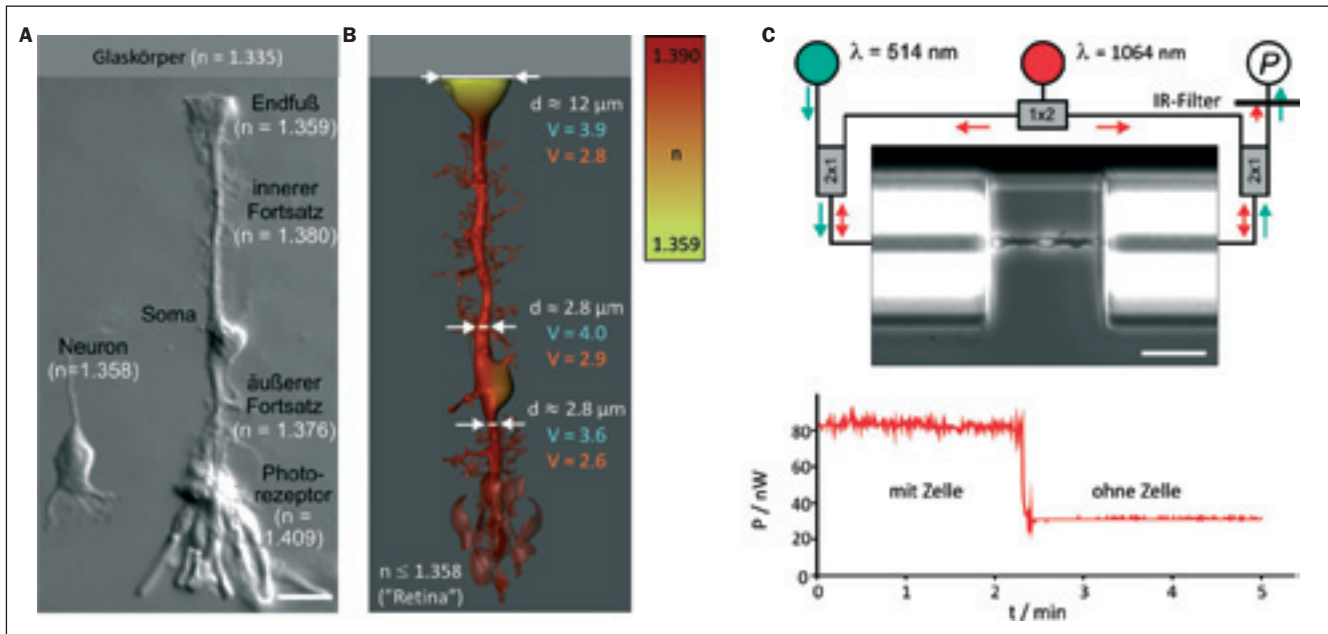 A
Glaskörper (n = 1.335)
Endfuß
(n = 1.359)
innerer
Fortsatz
(n = 1.380)
Soma
Neuron
(n=1.358)
äußerer
Fortsatz
(n = 1.376)
Photo-
rezeptor
(n =
1.409)
B
d ≈ 12 µm
V = 3.9
V = 2.8
d ≈ 2.8 µm
V = 4.0
V = 2.9
d ≈ 2.8 µm
V = 3.6
V = 2.6
n ≤ 1.358
("Retina")
1.390
n
1.359
C
λ = 514 nm
λ = 1064 nm
P
IR-Filter
1x2
2x1
2x1
P / nW
80
60
40
20
0
mit Zelle
ohne Zelle
0
1
2
3
4
5
t / min